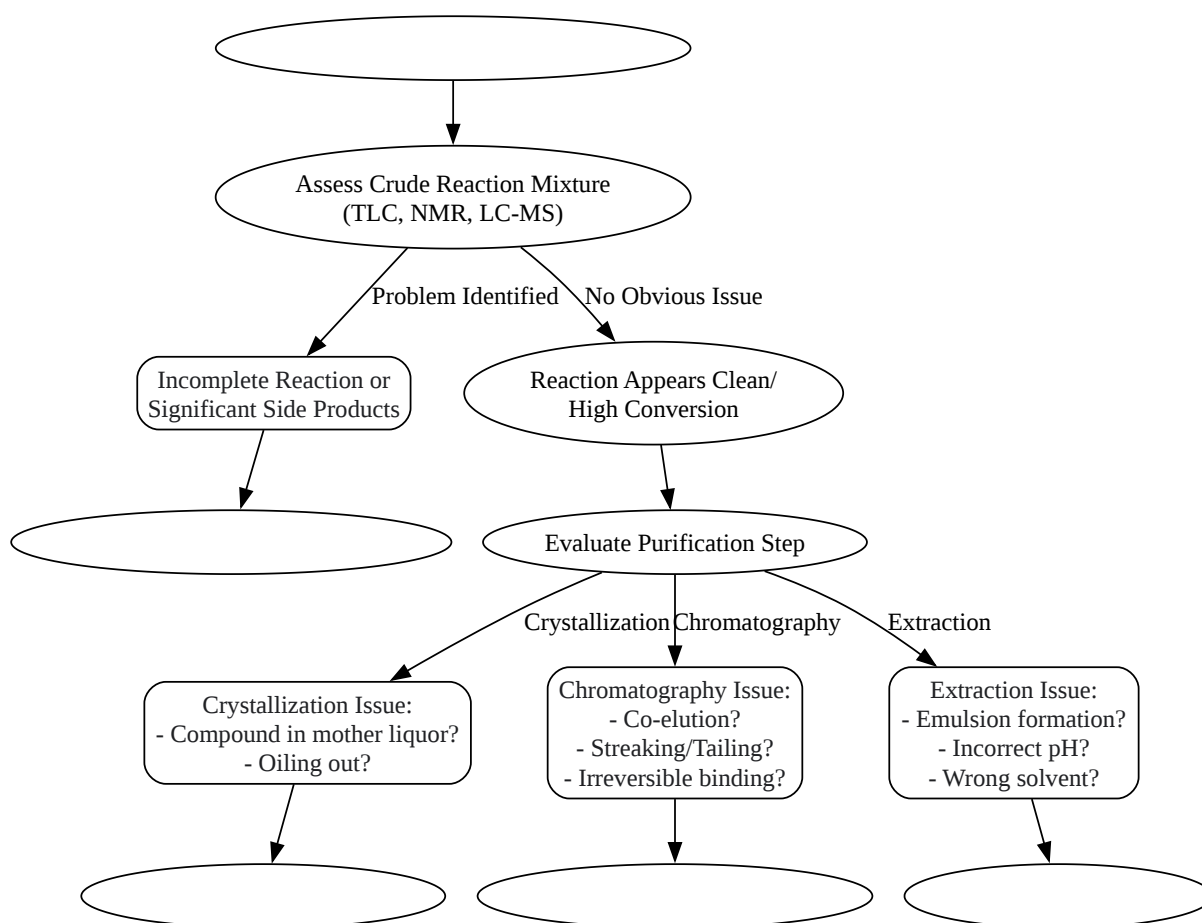 Assess Crude Reaction Mixture
(TLC, NMR, LC-MS)
Problem Identified
No Obvious Issue
Incomplete Reaction or
Significant Side Products
Reaction Appears Clean/
High Conversion
Evaluate Purification Step
Crystallization
Chromatography
Extraction
Crystallization Issue:
- Compound in mother liquor?
- Oiling out?
Chromatography Issue:
- Co-elution?
- Streaking/Tailing?
- Irreversible binding?
Extraction Issue:
- Emulsion formation?
- Incorrect pH?
- Wrong solvent?